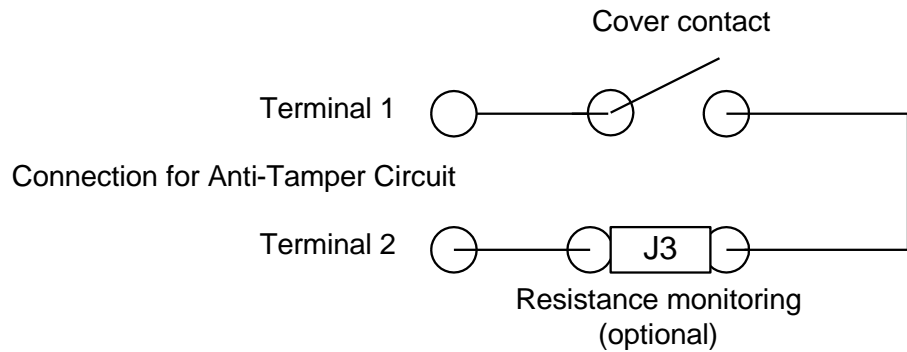 Cover contact
Terminal 1
Connection for Anti-Tamper Circuit
Terminal 2
J3
Resistance monitoring
(optional)